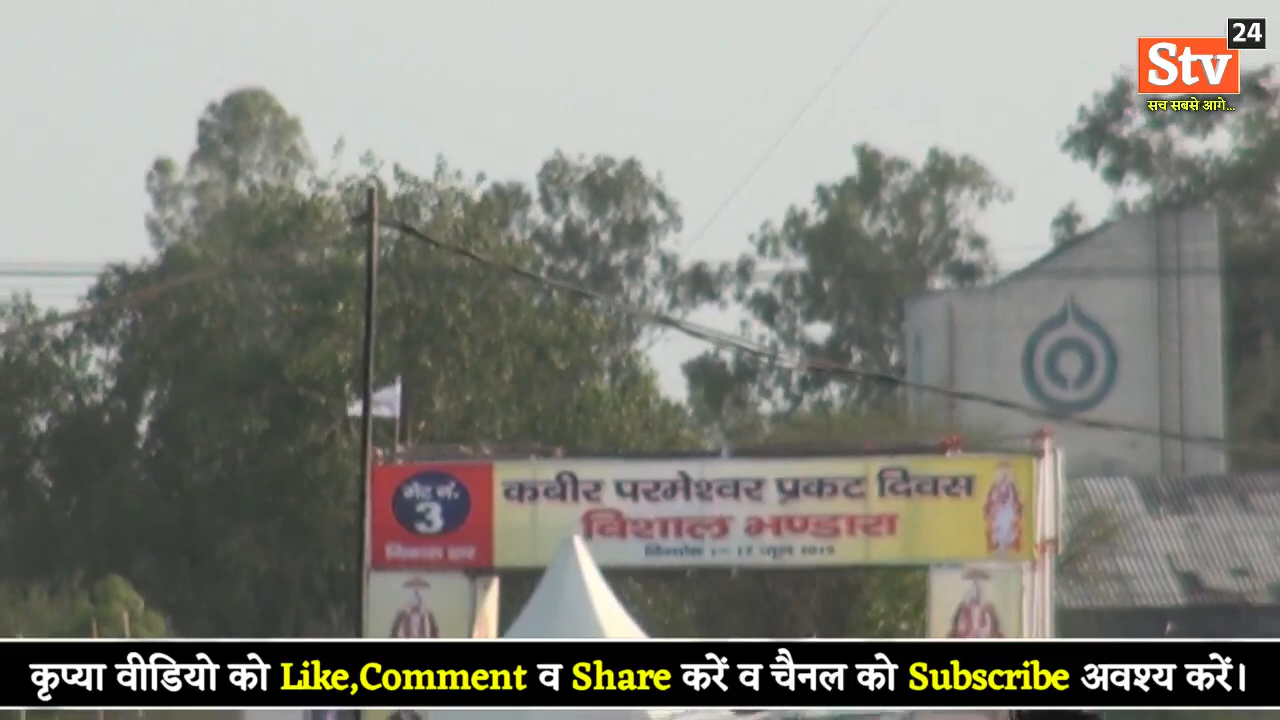 24
Stv
सच सबसे आगे...
गेट नं.
3
निकास द्वार
कबीर परमेश्वर प्रकट दिवस
विशाल भण्डारा
जून 2019
कृप्या वीडियो को Like,Comment व Share करें व चैनल को Subscribe अवश्य करें।